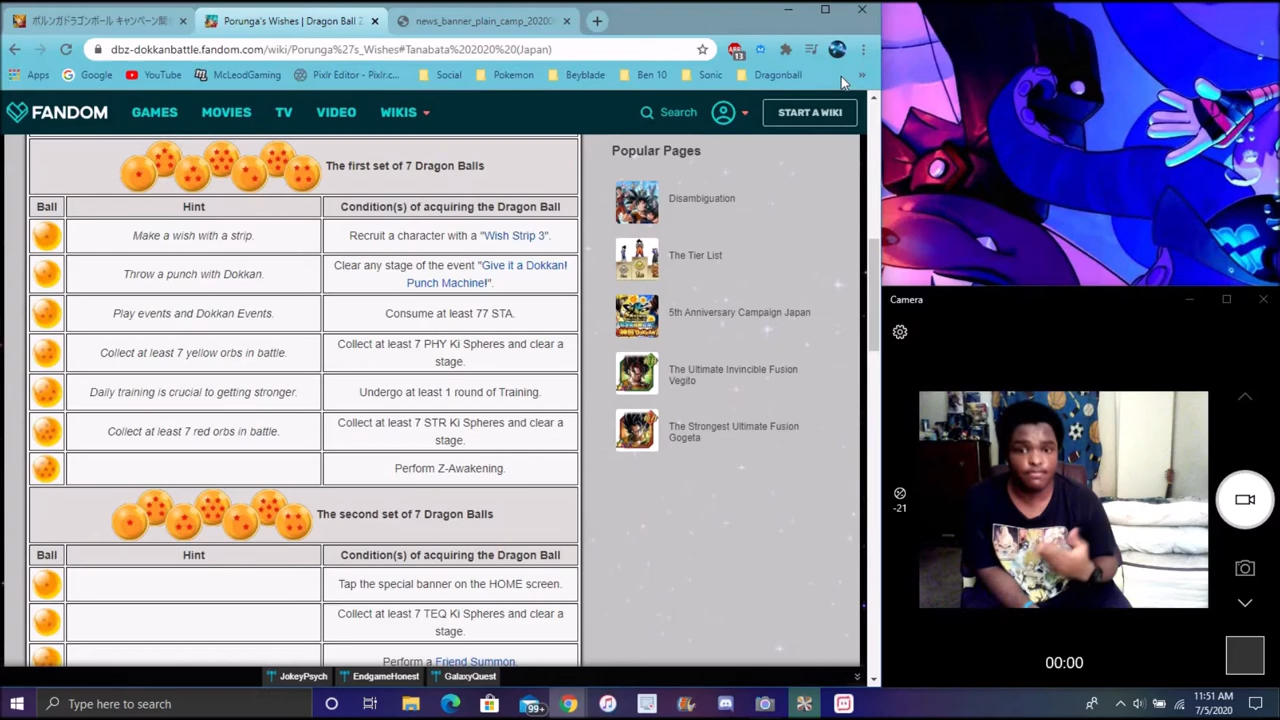 ポルンガドラゴンボール キャンペーン開
Porunga's Wishes | Dragon Ball Z
news_banner_plain_camp_20200
dbz-dokkanbattle.fandom.com/wiki/Porunga%27s_Wishes#Tanabata%202020%20(Japan)
13
Apps
Google
YouTube
McLeodGaming
Pixlr Editor - Pixlr.c...
Social
Pokemon
Beyblade
Ben 10
Sonic
Dragonball
»
FANDOM
GAMES
MOVIES
TV
VIDEO
WIKIS
Search
START A WIKI
The first set of 7 Dragon Balls
Ball
Hint
Condition(s) of acquiring the Dragon Ball
Make a wish with a strip.
Recruit a character with a "Wish Strip 3".
Throw a punch with Dokkan.
Clear any stage of the event "Give it a Dokkan!
Punch Machine!".
Play events and Dokkan Events.
Consume at least 77 STA.
Collect at least 7 yellow orbs in battle.
Collect at least 7 PHY Ki Spheres and clear a
stage.
Daily training is crucial to getting stronger.
Undergo at least 1 round of Training.
Collect at least 7 red orbs in battle.
Collect at least 7 STR Ki Spheres and clear a
stage.
Perform Z-Awakening.
The second set of 7 Dragon Balls
Ball
Hint
Condition(s) of acquiring the Dragon Ball
Tap the special banner on the HOME screen.
Collect at least 7 TEQ Ki Spheres and clear a
stage.
Perform a Friend Summon.
Popular Pages
Disambiguation
The Tier List
5th Anniversary Campaign Japan
The Ultimate Invincible Fusion
Vegito
The Strongest Ultimate Fusion
Gogeta
JokeyPsych
EndgameHonest
GalaxyQuest
Camera
-21
00:00
Type here to search
99+
11:51 AM
7/5/2020